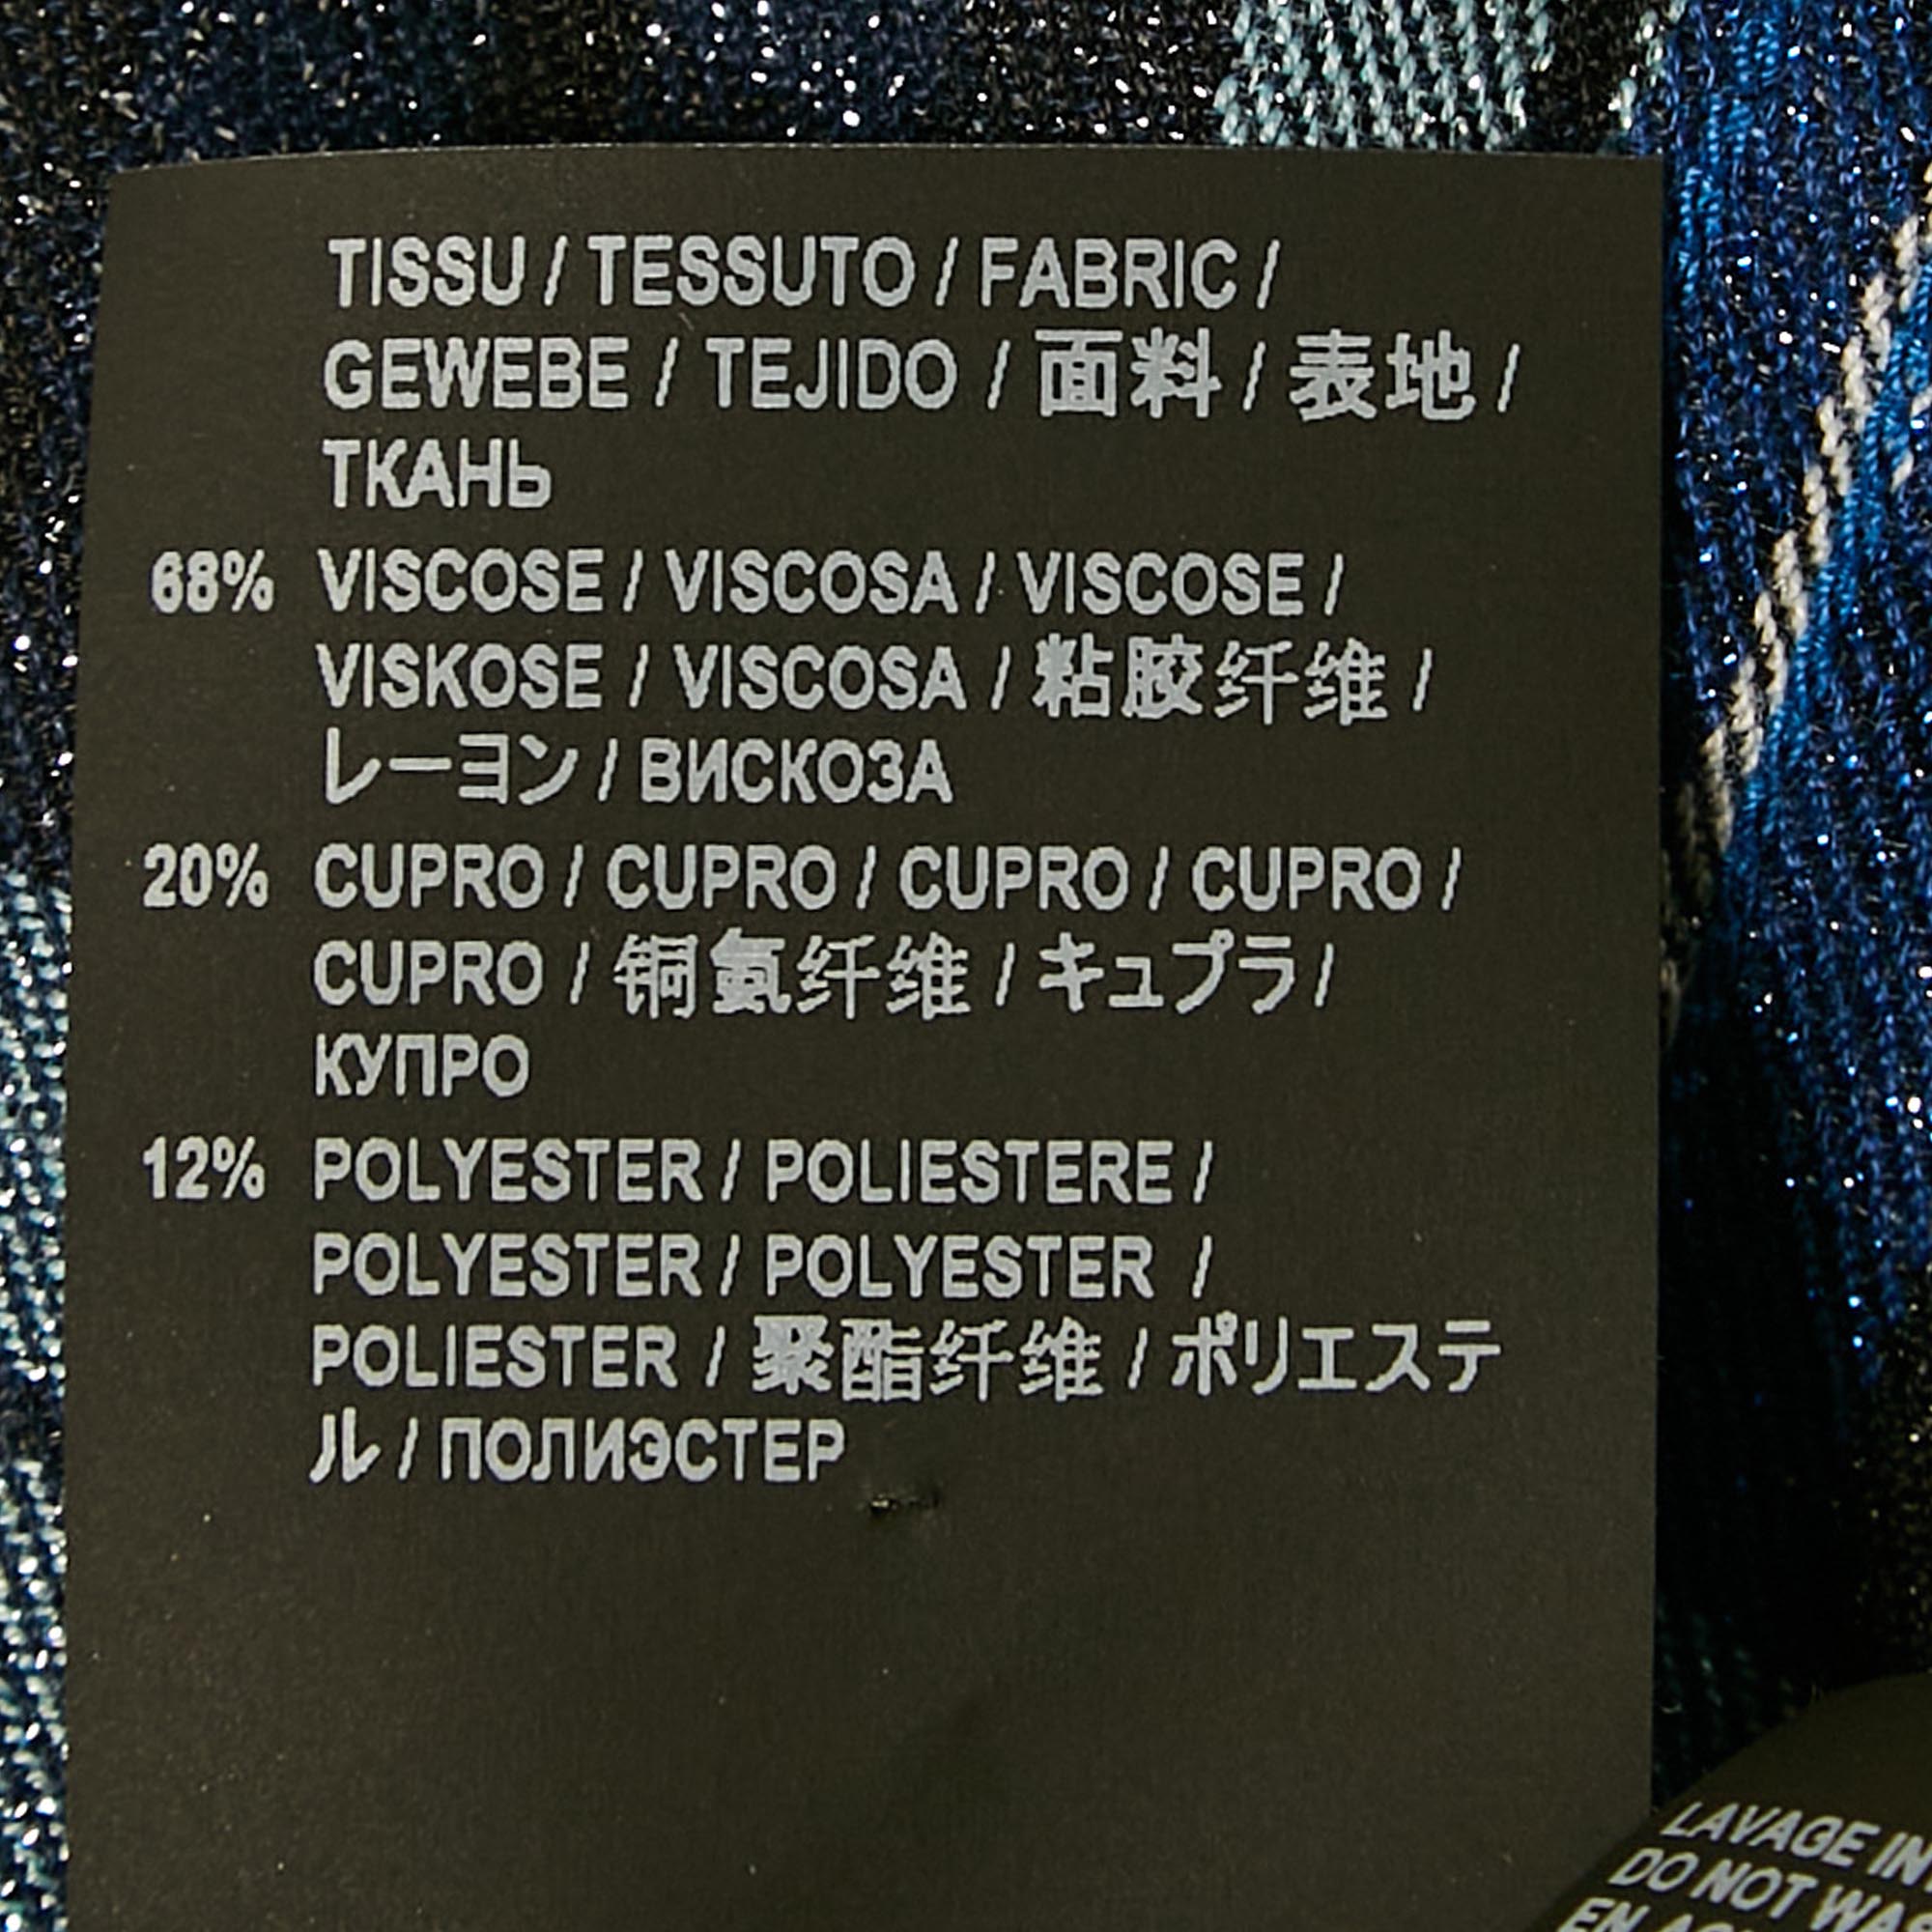 TISSU / TESSUTO / FABRIC /
GEWEBE / TEJIDO / 面料 / 表地 /
ТКАНЬ
68% VISCOSE / VISCOSA / VISCOSE /
VISKOSE / VISCOSA / 粘胶纤维 /
レーヨン / ВИСКОЗА
20% CUPRO / CUPRO / CUPRO / CUPRO /
CUPRO / 铜氨纤维 / キュプラ /
КУПРО
12% POLYESTER / POLIESTERE /
POLYESTER / POLYESTER /
POLIESTER / 聚酯纤维 / ポリエステ
ル / ПОЛИЭСТЕР
LAVAGE
DO NOT
EN